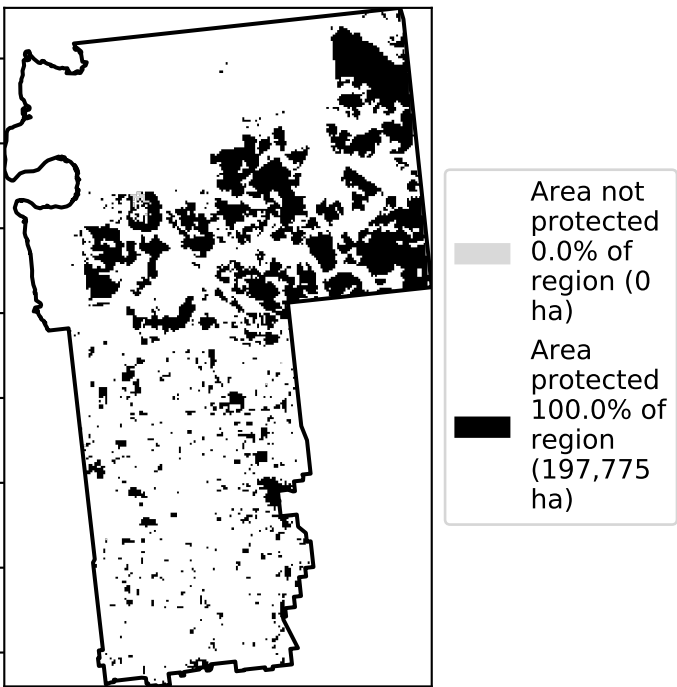 Area not
protected
0.0% of
region (0
ha)
Area
protected
100.0% of
region
(197,775
ha)